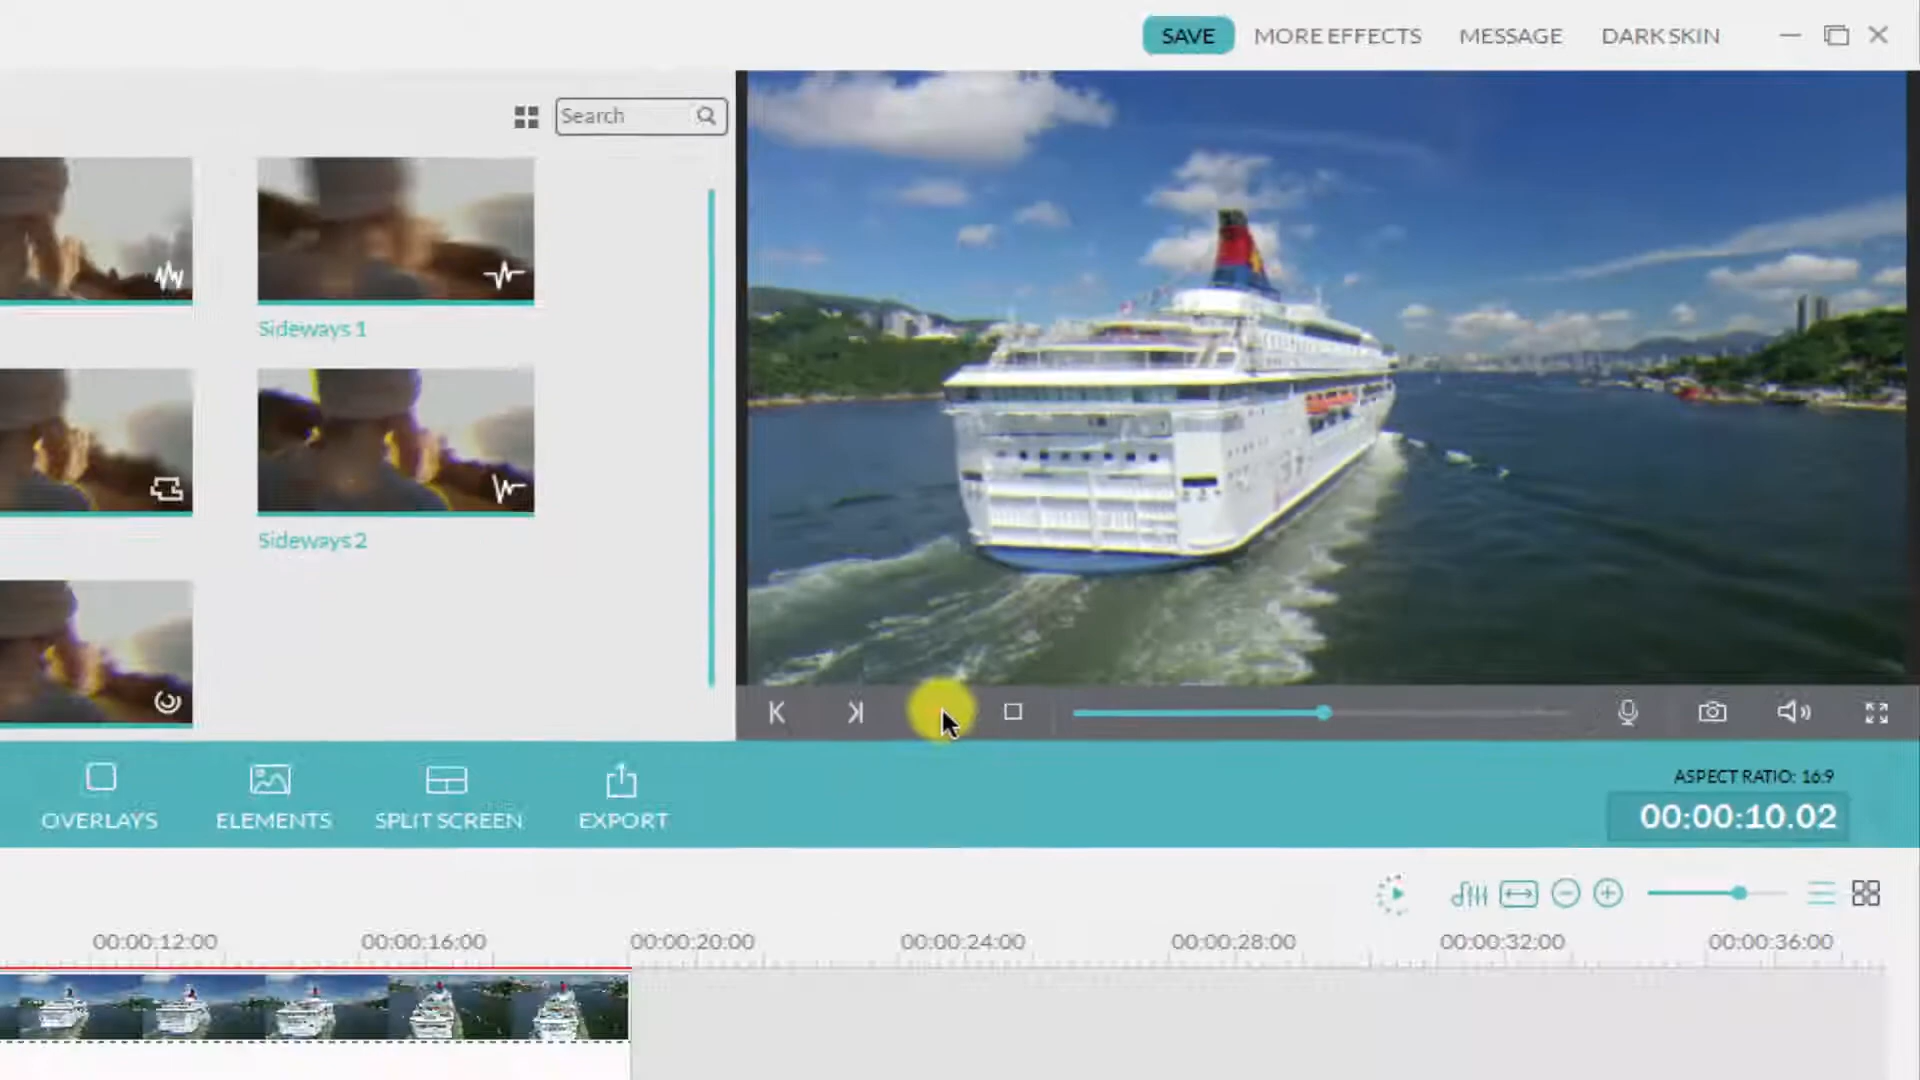 SAVE MORE EFFECTS MESSAGE DARK SKIN
Search
Sideways 1
Sideways 2
OVERLAYS ELEMENTS SPLIT SCREEN EXPORT
ASPECT RATIO: 16:9
00:00:10.02
00:00:12:00 00:00:16:00 00:00:20:00 00:00:24:00 00:00:28:00 00:00:32:00 00:00:36:00